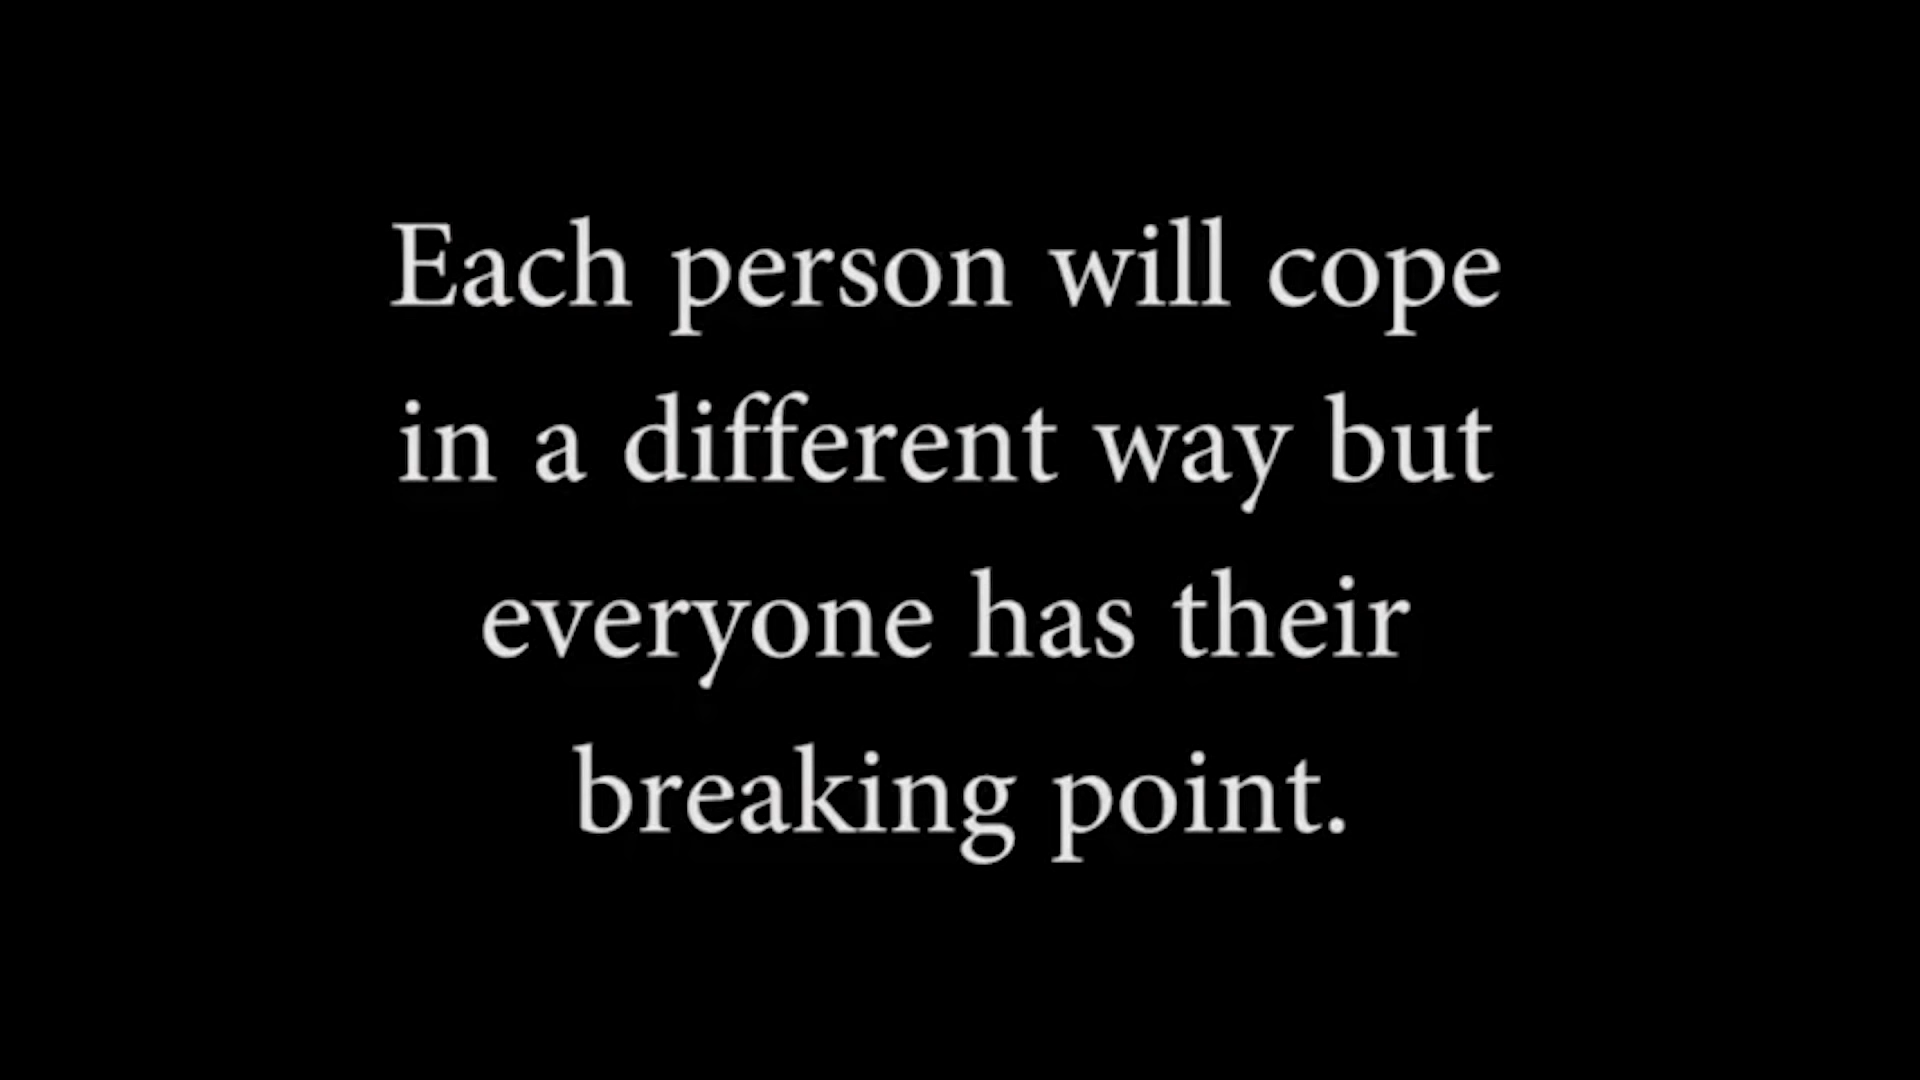 Each person will cope
in a different way but
everyone has their
breaking point.